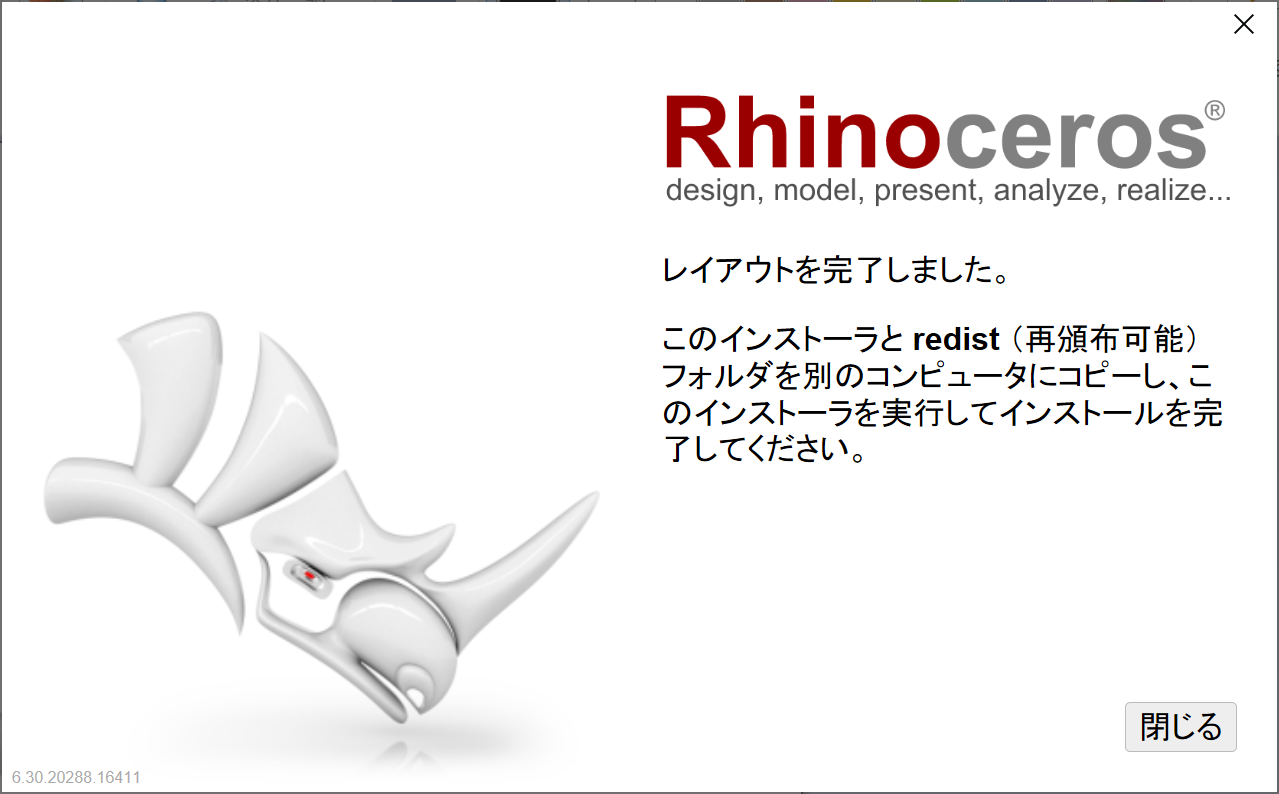 Rhinoceros®
design, model, present, analyze, realize...
レイアウトを完了しました。
このインストーラと redist （再頒布可能）
フォルダを別のコンピュータにコピーし、こ
のインストーラを実行してインストールを完
了してください。
閉じる
6.30.20288.16411